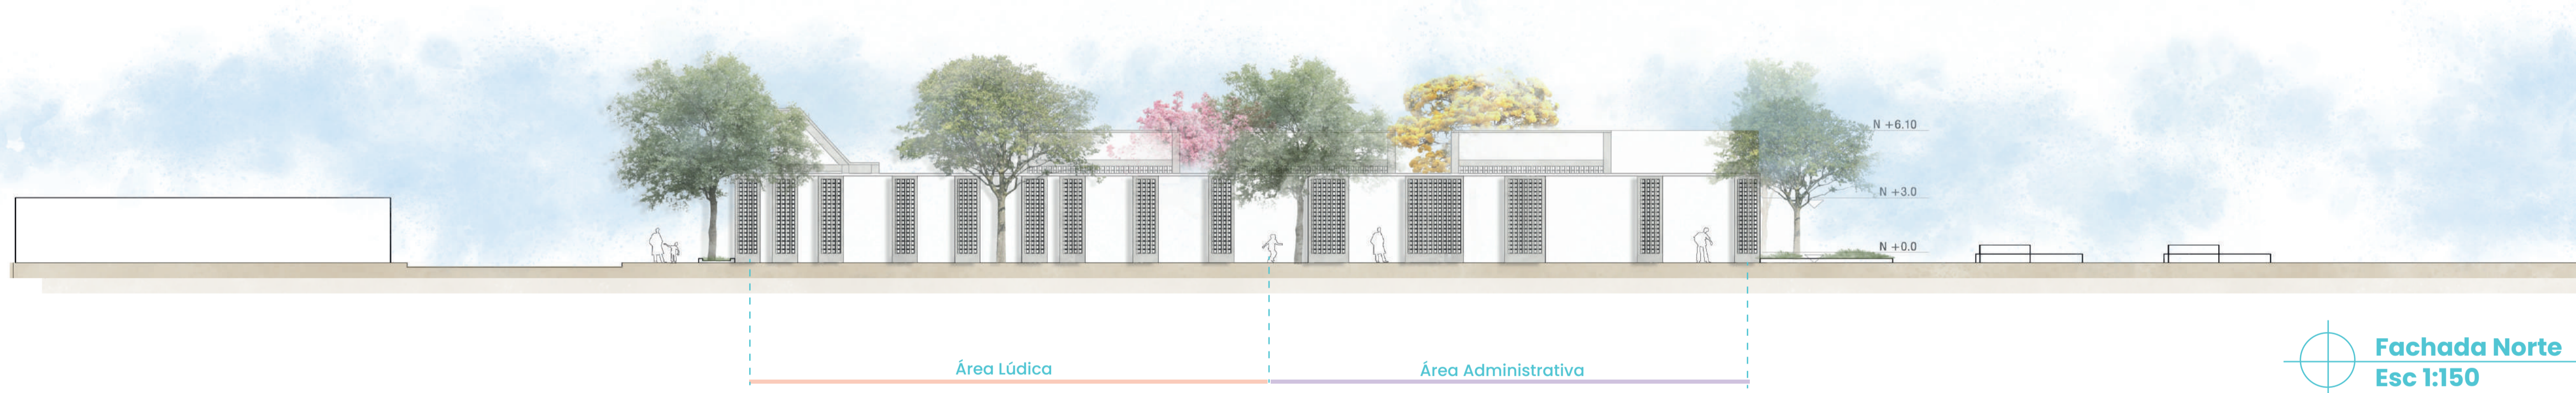 N +6.10
N +3.0
N +0.0
Área Lúdica
Área Administrativa
Fachada Norte
Esc 1:150